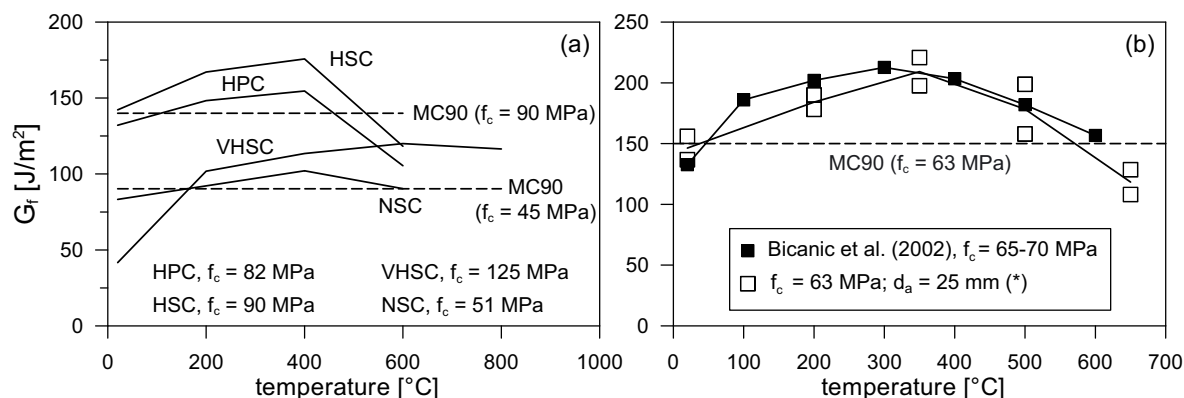 (a)
200
150
100
50
0
G_f [J/m²]
HSC
HPC
MC90 (f_c = 90 MPa)
VHSC
MC90
(f_c = 45 MPa)
NSC
HPC, f_c = 82 MPa
VHSC, f_c = 125 MPa
HSC, f_c = 90 MPa
NSC, f_c = 51 MPa
0 200 400 600 800 1000
temperature [°C]
(b)
250
200
150
100
250
50
0
MC90 (f_c = 63 MPa)
Bicanic et al. (2002), f_c = 65-70 MPa
f_c = 63 MPa; d_a = 25 mm (*)
0 100 200 300 400 500 600 700
temperature [°C]